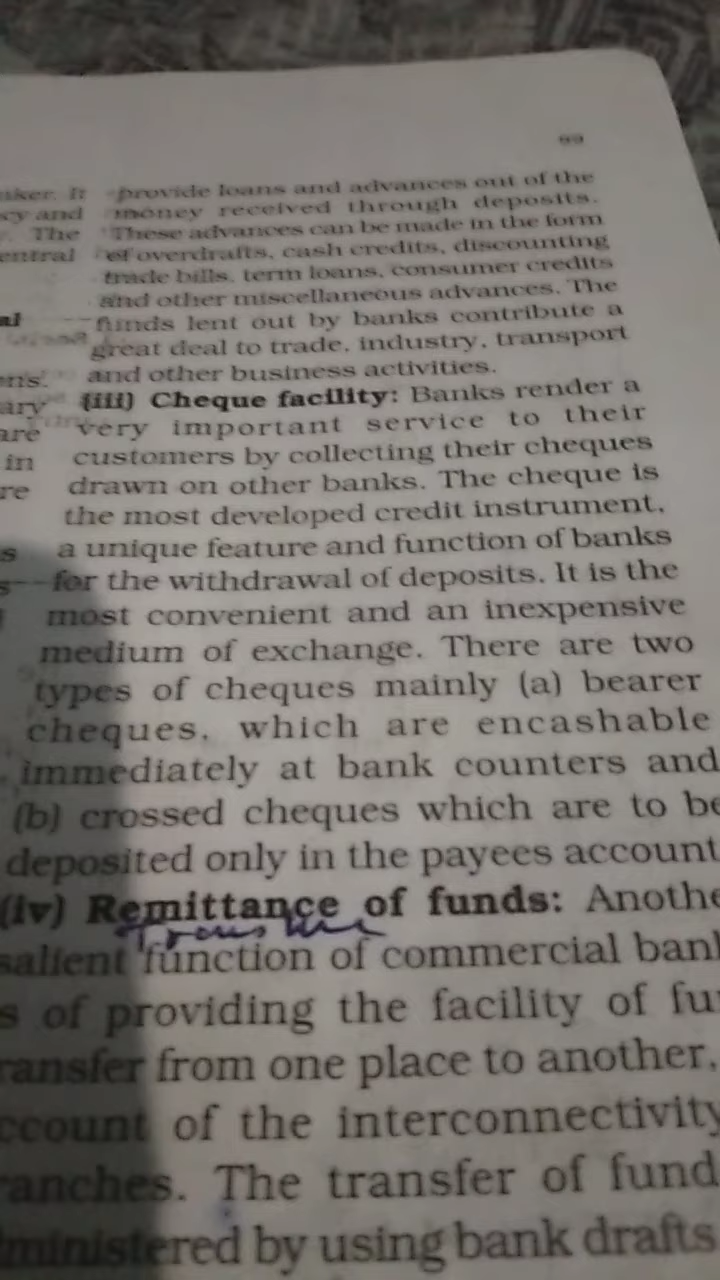 provide loans and advances out of the
money received through deposits.
These advances can be made in the form
of overdrafts, cash credits, discounting
trade bills, term loans, consumer credits
and other miscellaneous advances. The
funds lent out by banks contribute a
great deal to trade, industry, transport
and other business activities.
(iii) Cheque facility: Banks render a
very important service to their
customers by collecting their cheques
drawn on other banks. The cheque is
the most developed credit instrument,
a unique feature and function of banks
for the withdrawal of deposits. It is the
most convenient and an inexpensive
medium of exchange. There are two
types of cheques mainly (a) bearer
cheques, which are encashable
immediately at bank counters and
(b) crossed cheques which are to be
deposited only in the payees account
(iv) Remittance of funds: Anothe
salient function of commercial bank
s of providing the facility of fu
ransfer from one place to another,
ccount of the interconnectivity
ranches. The transfer of fund
ministered by using bank drafts